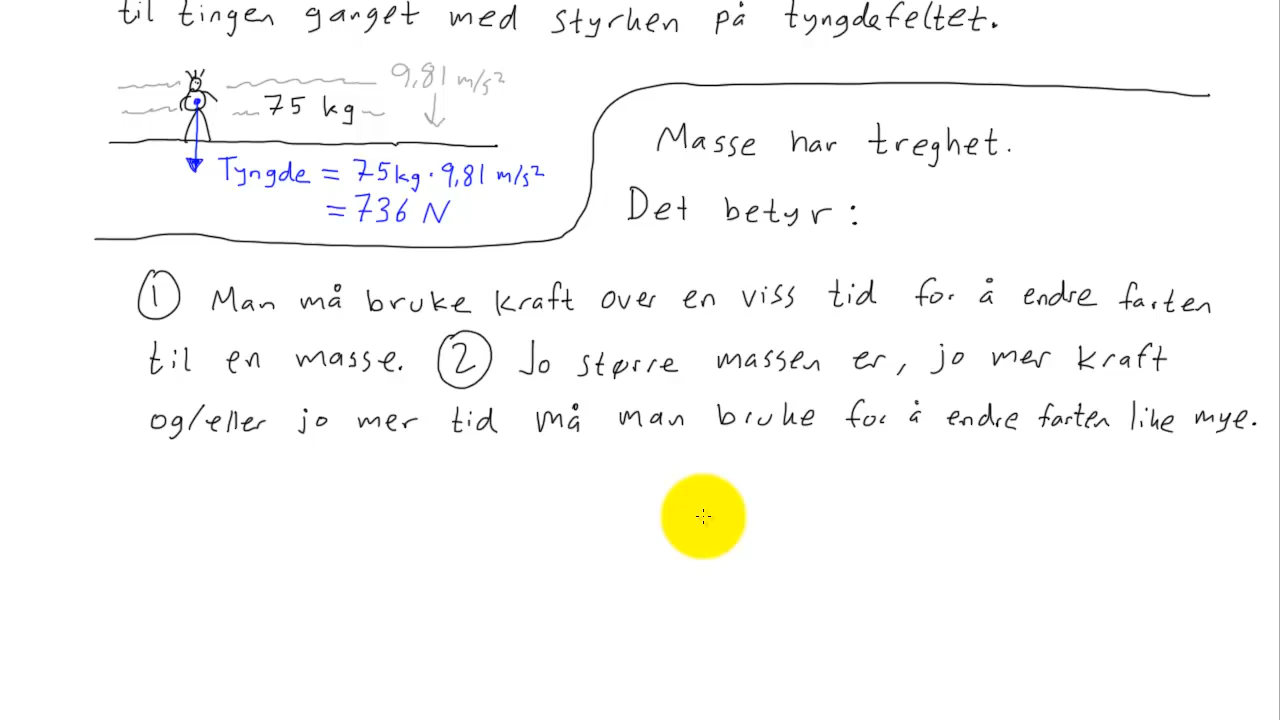 til tingen ganget med styrken på tyngdefeltet.
9,81 m/s²
75 kg
Tyngde = 75kg · 9,81 m/s²
= 736 N
Masse har treghet.
Det betyr:
① Man må bruke kraft over en viss tid for å endre farten
til en masse. ② Jo større massen er, jo mer kraft
og/eller jo mer tid må man bruke for å endre farten like mye.